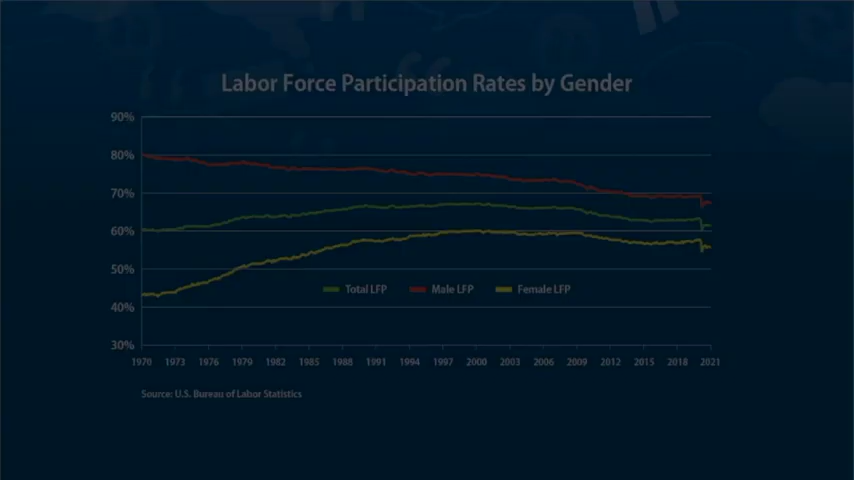 Labor Force Participation Rates by Gender
90%
80%
70%
60%
50%
40%
30%
Total LFP Male LFP Female LFP
1970 1973 1976 1979 1982 1985 1988 1991 1994 1997 2000 2003 2006 2009 2012 2015 2018 2021
Source: U.S. Bureau of Labor Statistics